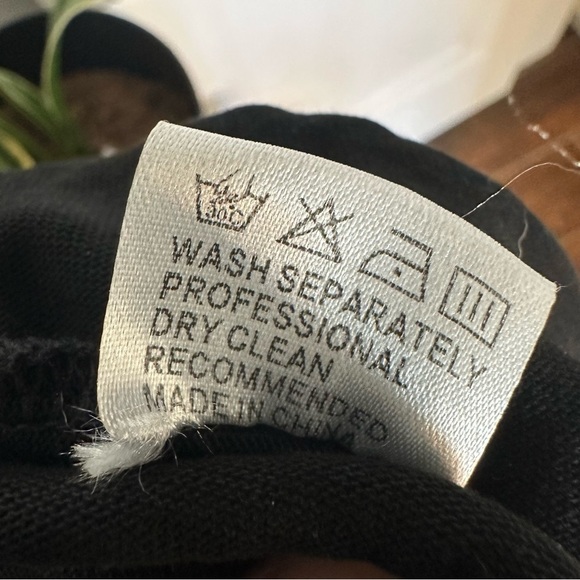 30°C
WASH SEPARATELY
PROFESSIONAL
DRY CLEAN
RECOMMENDED
MADE IN CHINA